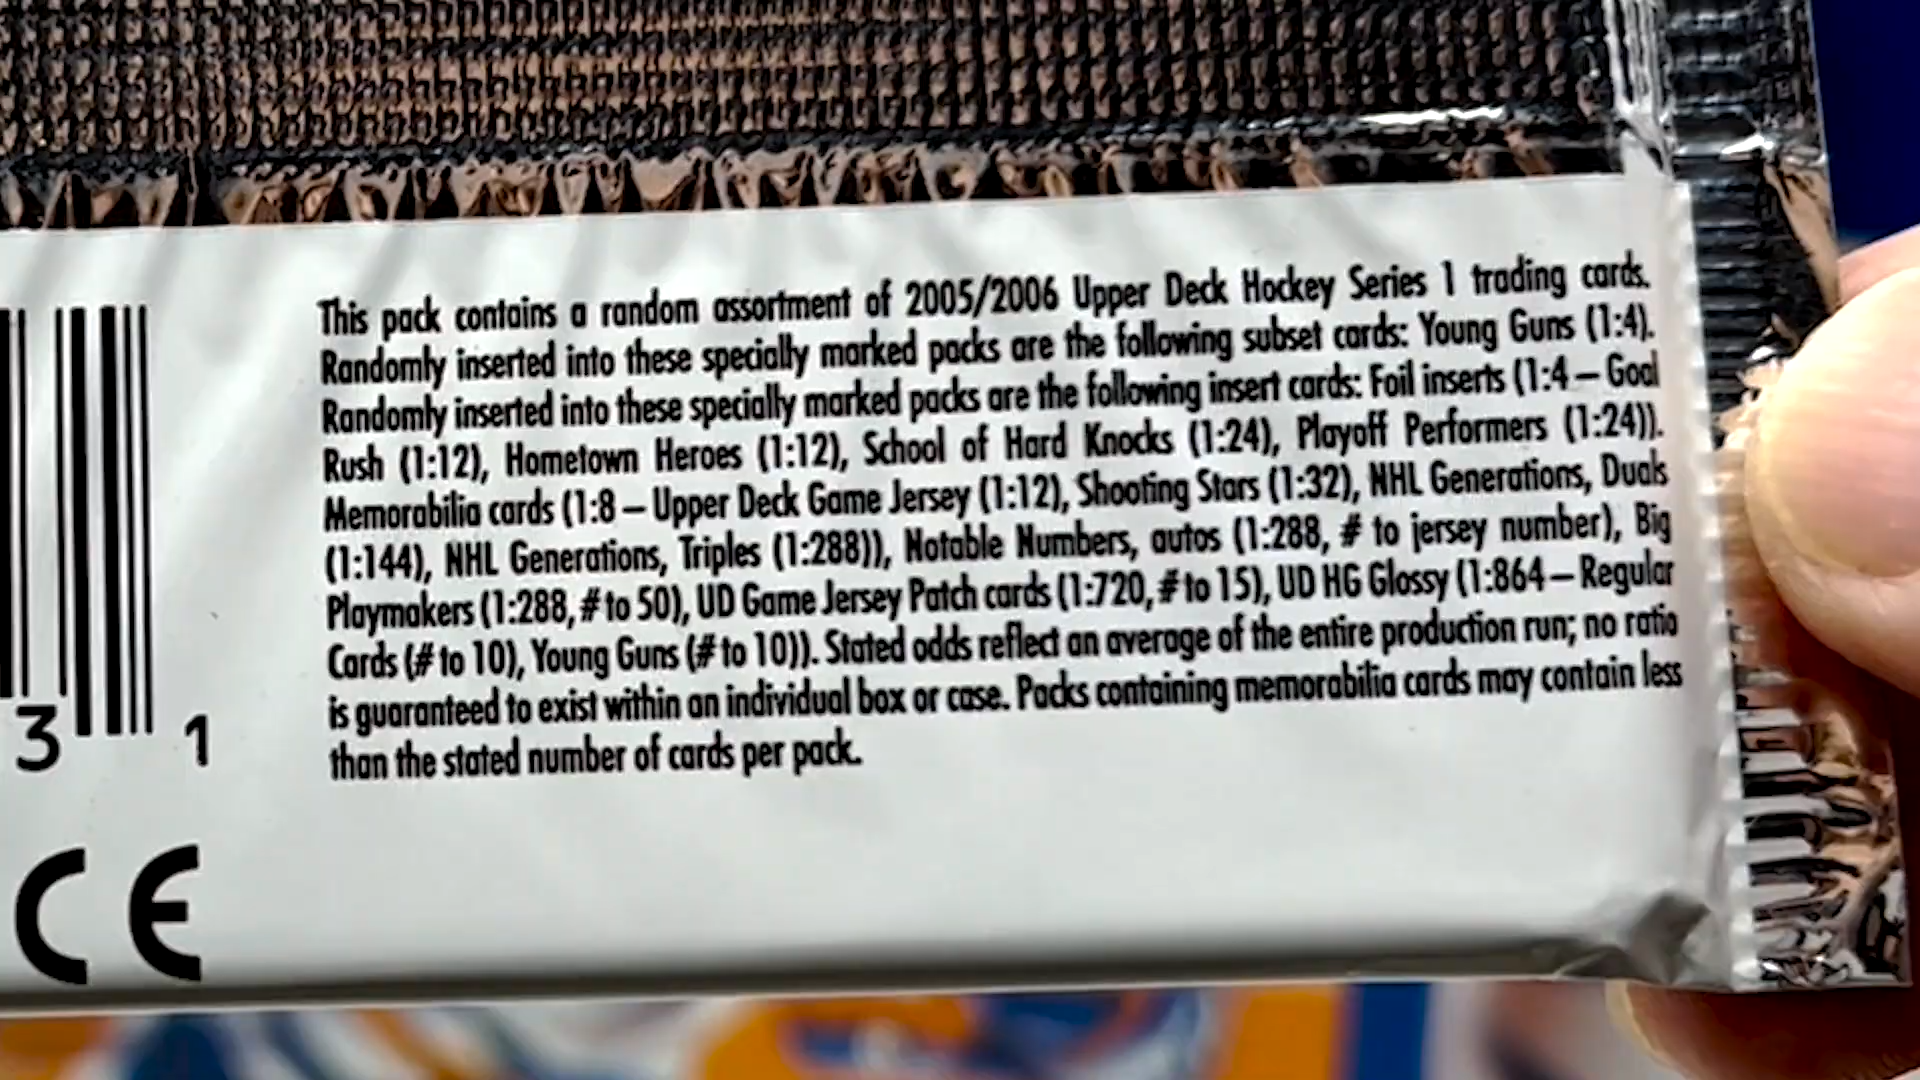 This pack contains a random assortment of 2005/2006 Upper Deck Hockey Series 1 trading cards.
Randomly inserted into these specially marked packs are the following subset cards: Young Guns (1:4).
Randomly inserted into these specially marked packs are the following insert cards: Foil inserts (1:4 – Goal
Rush (1:12), Hometown Heroes (1:12), School of Hard Knocks (1:24), Playoff Performers (1:24)).
Memorabilia cards (1:8 – Upper Deck Game Jersey (1:12), Shooting Stars (1:32), NHL Generations, Duals
(1:144), NHL Generations, Triples (1:288)), Notable Numbers, autos (1:288, # to jersey number), Big
Playmakers (1:288, # to 50), UD Game Jersey Patch cards (1:720, # to 15), UD HG Glossy (1:864 – Regular
Cards (# to 10), Young Guns (# to 10)). Stated odds reflect an average of the entire production run; no ratio
is guaranteed to exist within an individual box or case. Packs containing memorabilia cards may contain less
than the stated number of cards per pack.
3 1
CE